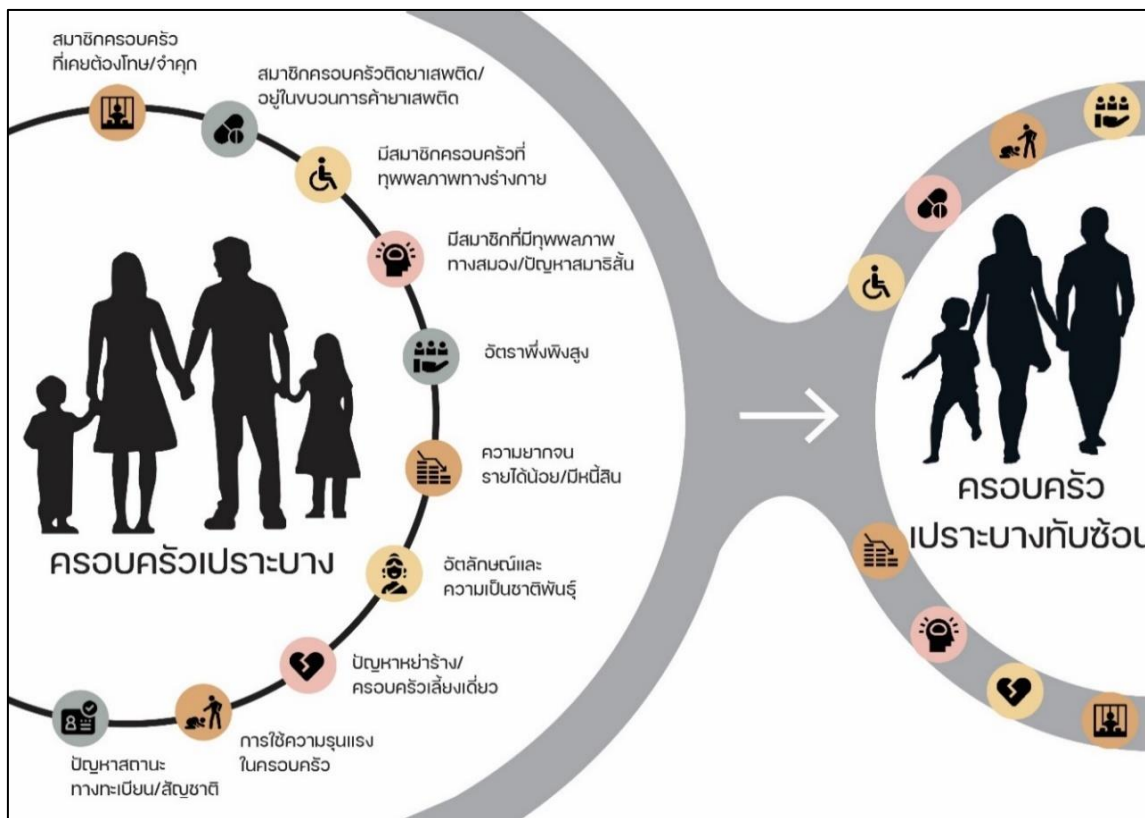 สมาชิกครอบครัว
ที่เคยต้องโทษ/จำคุก
สมาชิกครอบครัวติดยาเสพติด/
อยู่ในขบวนการค้ายาเสพติด
มีสมาชิกครอบครัวที่
ทุพพลภาพทางร่างกาย
มีสมาชิกที่มีทุพพลภาพ
ทางสมอง/ปัญหาสมาธิสั้น
อัตราพึ่งพิงสูง
ความยากจน
รายได้น้อย/มีหนี้สิน
อัตลักษณ์และ
ความเป็นชาติพันธุ์
ปัญหาหย่าร้าง/
ครอบครัวเลี้ยงเดี่ยว
การใช้ความรุนแรง
ในครอบครัว
ปัญหาสถานะ
ทางทะเบียน/สัญชาติ
ครอบครัวเปราะบาง
ครอบครัว
เปราะบางทับซ้อน